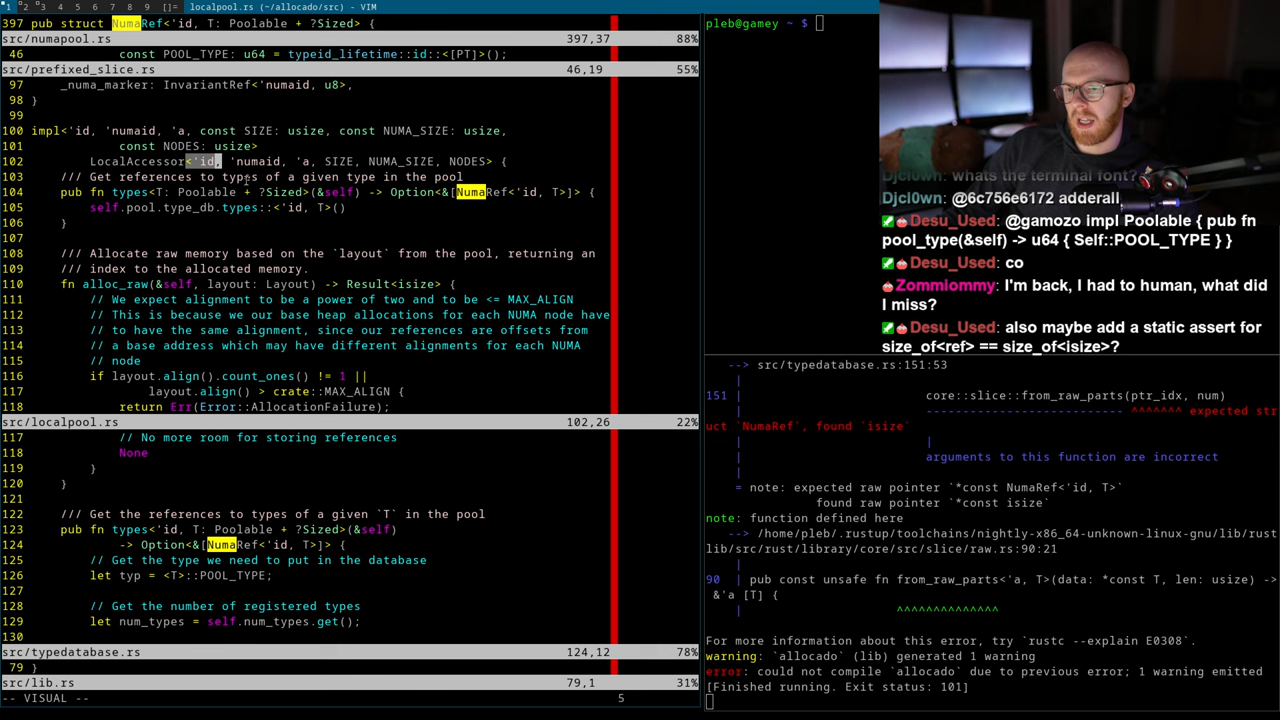 1 2 3 4 5 6 7 8 9 []= localpool.rs (~/allocado/src) - VIM
397 pub struct NumaRef<'id, T: Poolable + ?Sized> {
src/numapool.rs 397,37 88%
46 const POOL_TYPE: u64 = typeid_lifetime::id::<[PT]>();
src/prefixed_slice.rs 46,19 55%
97 _numa_marker: InvariantRef<'numaid, u8>,
98 }
99
100 impl<'id, 'numaid, 'a, const SIZE: usize, const NUMA_SIZE: usize,
101 const NODES: usize>
102 LocalAccessor<'id, 'numaid, 'a, SIZE, NUMA_SIZE, NODES> {
103 /// Get references to types of a given type in the pool
104 pub fn types<T: Poolable + ?Sized>(&self) -> Option<&[NumaRef<'id, T>]> {
105 self.pool.type_db.types::<'id, T>()
106 }
107
108 /// Allocate raw memory based on the `layout` from the pool, returning an
109 /// index to the allocated memory.
110 fn alloc_raw(&self, layout: Layout) -> Result<isize> {
111 // We expect alignment to be a power of two and to be <= MAX_ALIGN
112 // This is because we our base heap allocations for each NUMA node have
113 // to have the same alignment, since our references are offsets from
114 // a base address which may have different alignments for each NUMA
115 // node
116 if layout.align().count_ones() != 1 ||
117 layout.align() > crate::MAX_ALIGN {
118 return Err(Error::AllocationFailure);
src/localpool.rs 102,26 22%
117 // No more room for storing references
118 None
119 }
120 }
121
122 /// Get the references to types of a given `T` in the pool
123 pub fn types<'id, T: Poolable + ?Sized>(&self)
124 -> Option<&[NumaRef<'id, T>]> {
125 // Get the type we need to put in the database
126 let typ = <T>::POOL_TYPE;
127
128 // Get the number of registered types
129 let num_types = self.num_types.get();
130
src/typedatabase.rs 124,12 78%
79 }
src/lib.rs 79,1 31%
-- VISUAL -- 5
pleb@gamey ~ $
Djcl0wn: whats the terminal font?
Djcl0wn: @6c756e6172 adderall
Desu_Used: @gamozo impl Poolable { pub fn
pool_type(&self) -> u64 { Self::POOL_TYPE } }
Desu_Used: co
Zommiommy: I'm back, I had to human, what did
I miss?
Desu_Used: also maybe add a static assert for
size_of<ref> == size_of<isize>?
--> src/typedatabase.rs:151:53
|
151 | core::slice::from_raw_parts(ptr_idx, num)
| --------------------------- ^^^^^^^ expected str
uct `NumaRef`, found `isize`
| |
| arguments to this function are incorrect
|
= note: expected raw pointer `*const NumaRef<'id, T>`
found raw pointer `*const isize`
note: function defined here
--> /home/pleb/.rustup/toolchains/nightly-x86_64-unknown-linux-gnu/lib/rust
lib/src/rust/library/core/src/slice/raw.rs:90:21
|
90 | pub const unsafe fn from_raw_parts<'a, T>(data: *const T, len: usize) ->
&'a [T] {
| ^^^^^^^^^^^^^^
For more information about this error, try `rustc --explain E0308`.
warning: `allocado` (lib) generated 1 warning
error: could not compile `allocado` due to previous error; 1 warning emitted
[Finished running. Exit status: 101]